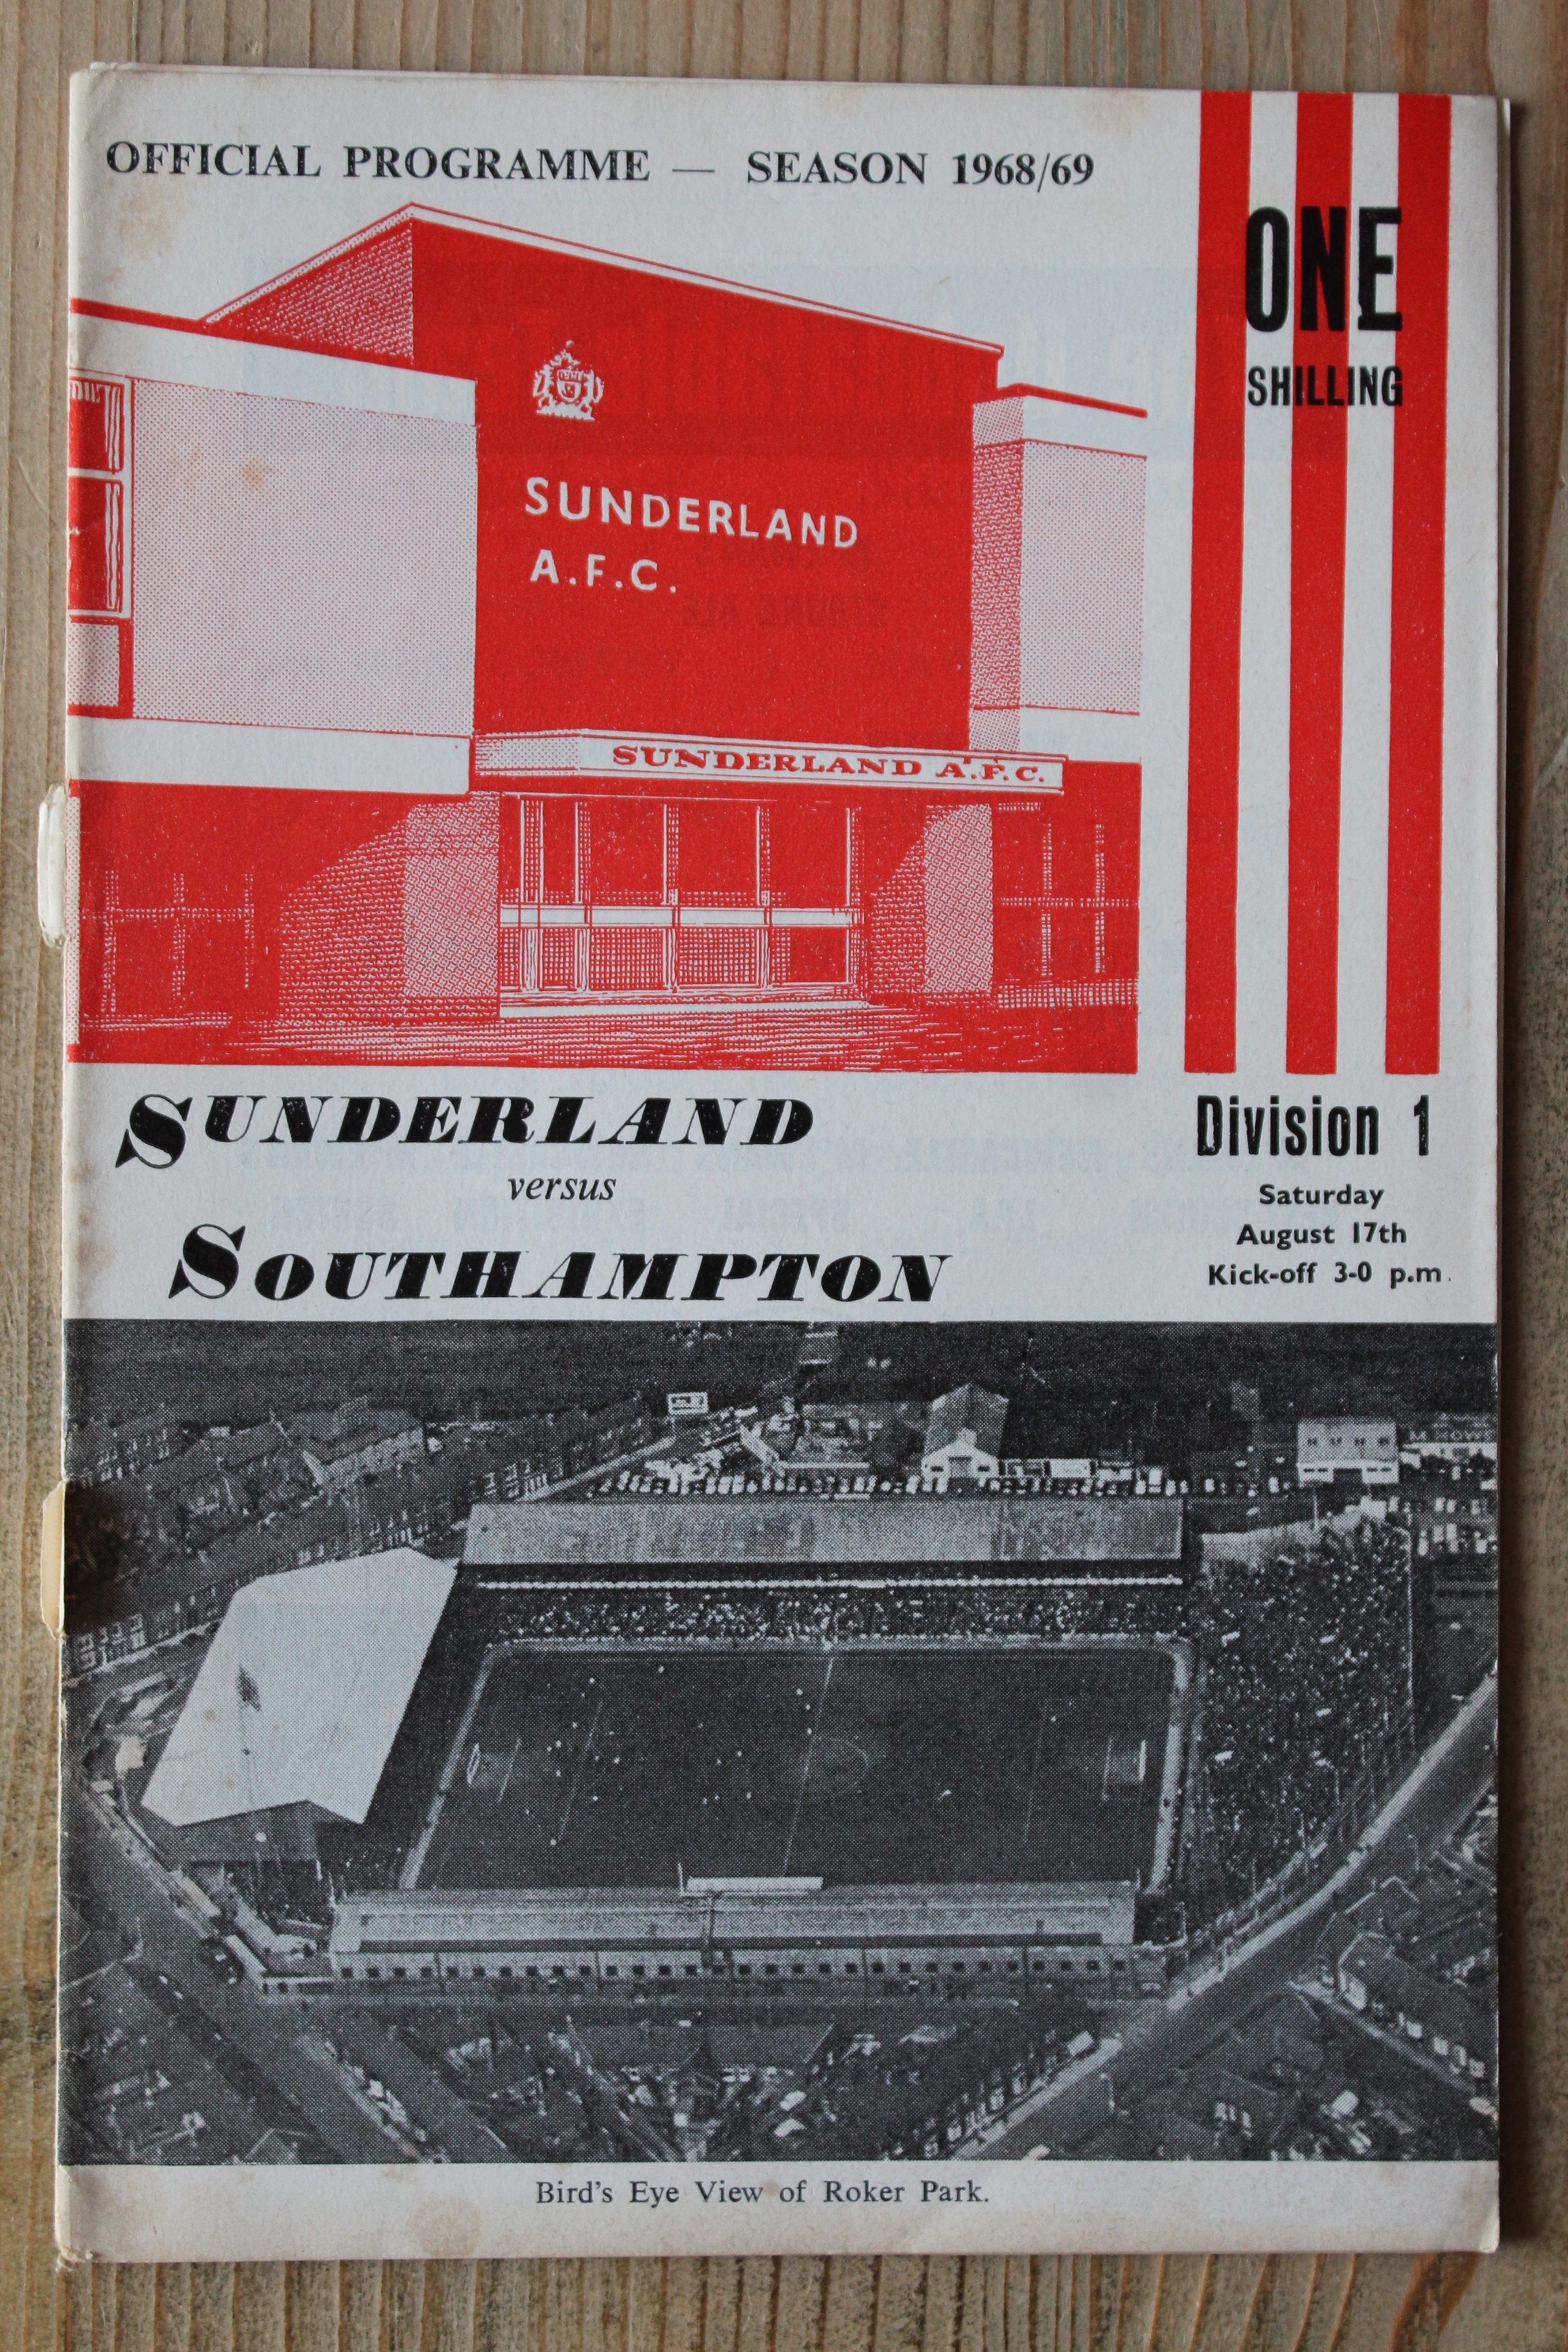 OFFICIAL PROGRAMME — SEASON 1968/69
ONE
SHILLING
SUNDERLAND
A.F.C.
SUNDERLAND A.F.C.
SUNDERLAND
versus
SOUTHAMPTON
Division 1
Saturday
August 17th
Kick-off 3-0 p.m.
Bird's Eye View of Roker Park.